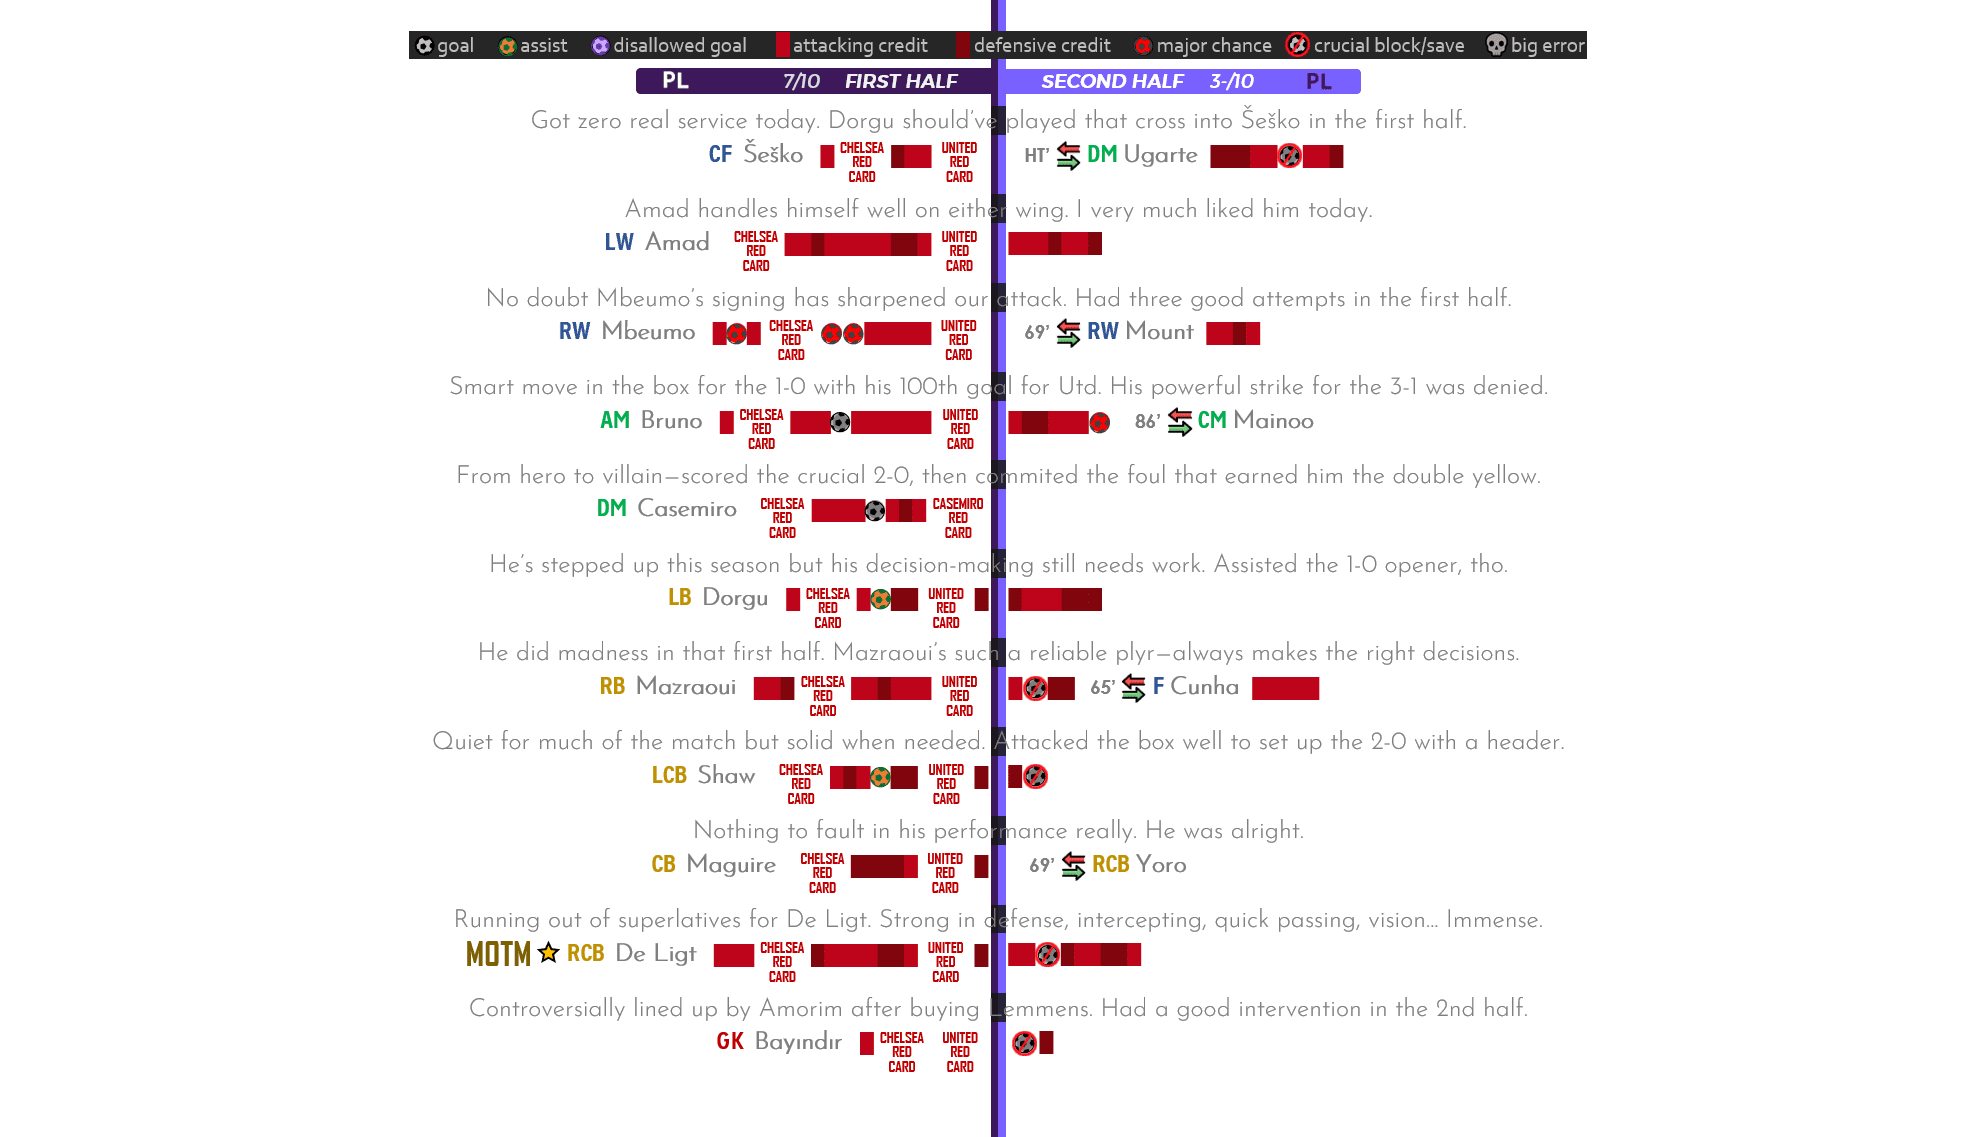 goal assist disallowed goal attacking credit defensive credit major chance crucial block/save big error
PL 7/10 FIRST HALF SECOND HALF 3-/10 PL
Got zero real service today. Dorgu should've played that cross into Šeško in the first half.
CF Šeško CHELSEA RED CARD UNITED RED CARD HT' DM Ugarte
Amad handles himself well on either wing. I very much liked him today.
LW Amad CHELSEA RED CARD UNITED RED CARD
No doubt Mbeumo's signing has sharpened our attack. Had three good attempts in the first half.
RW Mbeumo CHELSEA RED CARD UNITED RED CARD 69' RW Mount
Smart move in the box for the 1-0 with his 100th goal for Utd. His powerful strike for the 3-1 was denied.
AM Bruno CHELSEA RED CARD UNITED RED CARD 86' CM Mainoo
From hero to villain—scored the crucial 2-0, then commited the foul that earned him the double yellow.
DM Casemiro CHELSEA RED CARD CASEMIRO RED CARD
He's stepped up this season but his decision-making still needs work. Assisted the 1-0 opener, tho.
LB Dorgu CHELSEA RED CARD UNITED RED CARD
He did madness in that first half. Mazraoui's such a reliable plyr—always makes the right decisions.
RB Mazraoui CHELSEA RED CARD UNITED RED CARD 65' F Cunha
Quiet for much of the match but solid when needed. Attacked the box well to set up the 2-0 with a header.
LCB Shaw CHELSEA RED CARD UNITED RED CARD
Nothing to fault in his performance really. He was alright.
CB Maguire CHELSEA RED CARD UNITED RED CARD 69' RCB Yoro
Running out of superlatives for De Ligt. Strong in defense, intercepting, quick passing, vision... Immense.
MOTM RCB De Ligt CHELSEA RED CARD UNITED RED CARD
Controversially lined up by Amorim after buying Lemmens. Had a good intervention in the 2nd half.
GK Bayındır CHELSEA RED CARD UNITED RED CARD